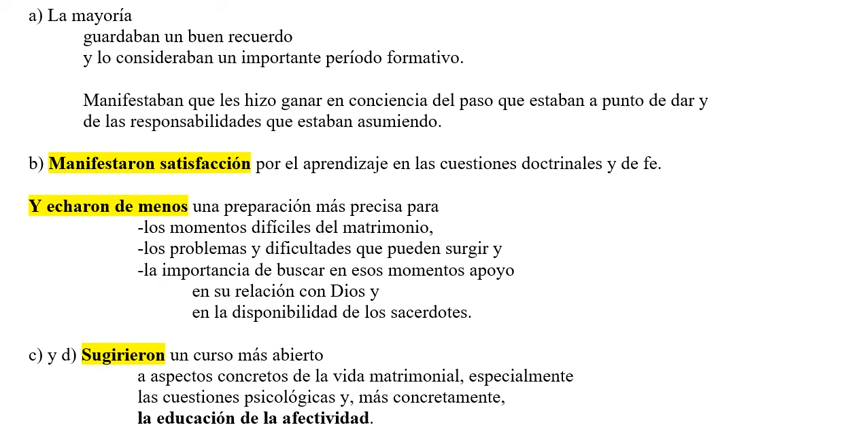 a) La mayoría
guardaban un buen recuerdo
y lo consideraban un importante período formativo.
Manifestaban que les hizo ganar en conciencia del paso que estaban a punto de dar y
de las responsabilidades que estaban asumiendo.
b) Manifestaron satisfacción por el aprendizaje en las cuestiones doctrinales y de fe.
Y echaron de menos una preparación más precisa para
-los momentos difíciles del matrimonio,
-los problemas y dificultades que pueden surgir y
-la importancia de buscar en esos momentos apoyo
en su relación con Dios y
en la disponibilidad de los sacerdotes.
c) y d) Sugirieron un curso más abierto
a aspectos concretos de la vida matrimonial, especialmente
las cuestiones psicológicas y, más concretamente,
la educación de la afectividad.